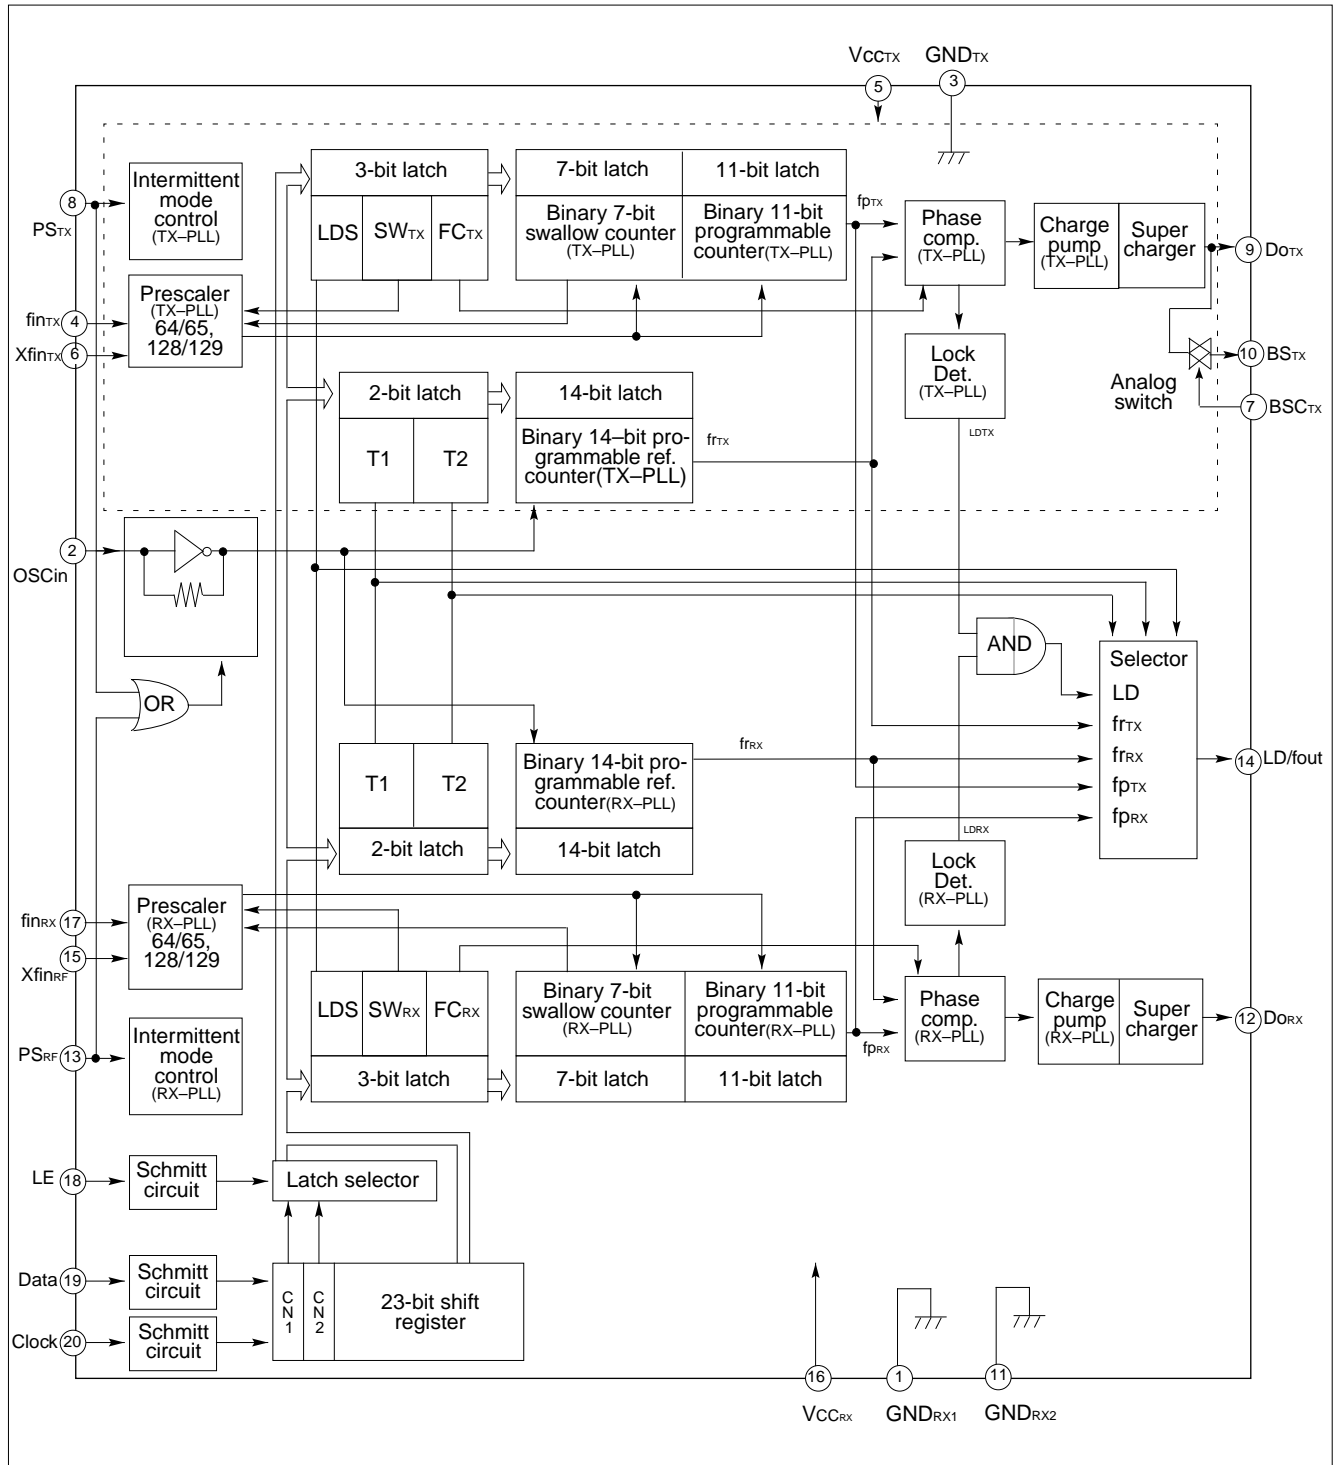 VccTX
GNDTX
5
3
8
PSTX
Intermittent
mode
control
(TX–PLL)
3-bit latch
LDS
SWTX
FCTX
7-bit latch
11-bit latch
Binary 7-bit
swallow counter
(TX–PLL)
Binary 11-bit
programmable
counter(TX–PLL)
fpTX
Phase
comp.
(TX–PLL)
Charge
pump
(TX–PLL)
Super
charger
9
DoTX
finTX
4
XfinTX
6
Prescaler
(TX–PLL)
64/65,
128/129
Lock
Det.
(TX–PLL)
10
BSTX
Analog
switch
7
BSCTX
2-bit latch
T1
T2
14-bit latch
Binary 14–bit pro-
grammable ref.
counter(TX–PLL)
frTX
LDTX
2
OSCin
OR
AND
Selector
LD
frTX
frRX
fpTX
fpRX
14
LD/fout
T1
T2
2-bit latch
Binary 14-bit pro-
grammable ref.
counter(RX–PLL)
14-bit latch
frRX
LDRX
Lock
Det.
(RX–PLL)
finRX
17
15
XfinRF
Prescaler
(RX–PLL)
64/65,
128/129
LDS
SWRX
FCRX
3-bit latch
Binary 7-bit
swallow counter
(RX–PLL)
Binary 11-bit
programmable
counter(RX–PLL)
7-bit latch
11-bit latch
fpRX
Phase
comp.
(RX–PLL)
Charge
pump
(RX–PLL)
Super
charger
12
DoRX
PSRF
13
Intermittent
mode
control
(RX–PLL)
LE
18
Schmitt
circuit
Latch selector
Data
19
Schmitt
circuit
CN1
CN2
23-bit shift
register
Clock
20
Schmitt
circuit
16
1
11
VCCRX
GNDRX1
GNDRX2